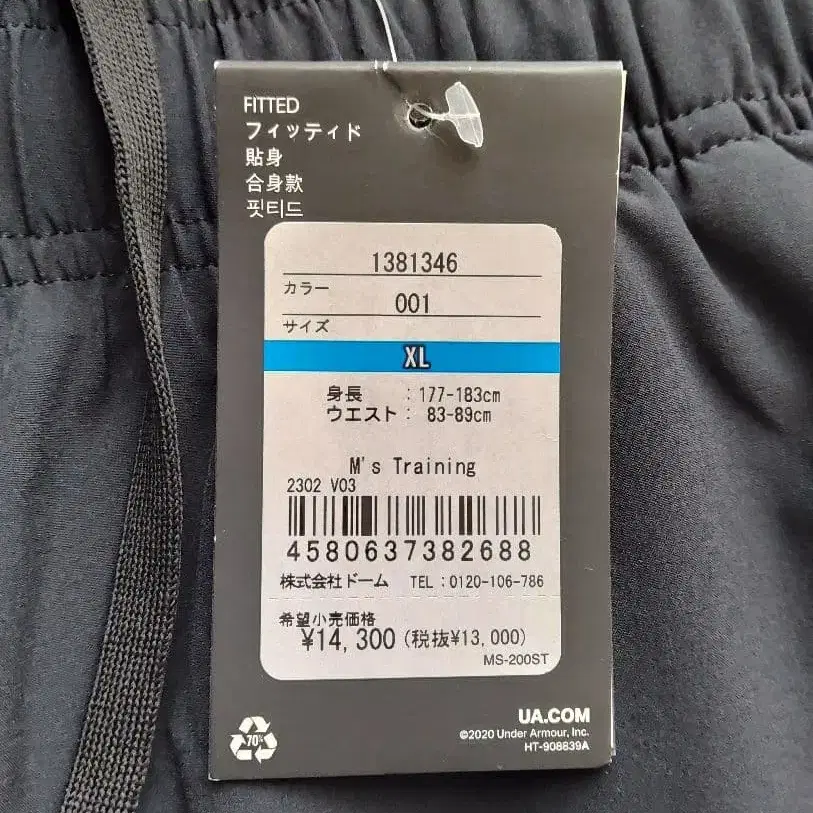 FITTED
フィッティド
貼身
合身款
핏티드
1381346
カラー
001
サイズ
XL
身長 : 177-183cm
ウエスト : 83-89cm
M's Training
2302 V03
4580637382688
株式会社ドーム TEL : 0120-106-786
希望小売価格
¥14,300 (税抜¥13,000)
MS-200ST
70%
UA.COM
©2020 Under Armour, Inc.
HT-908839A